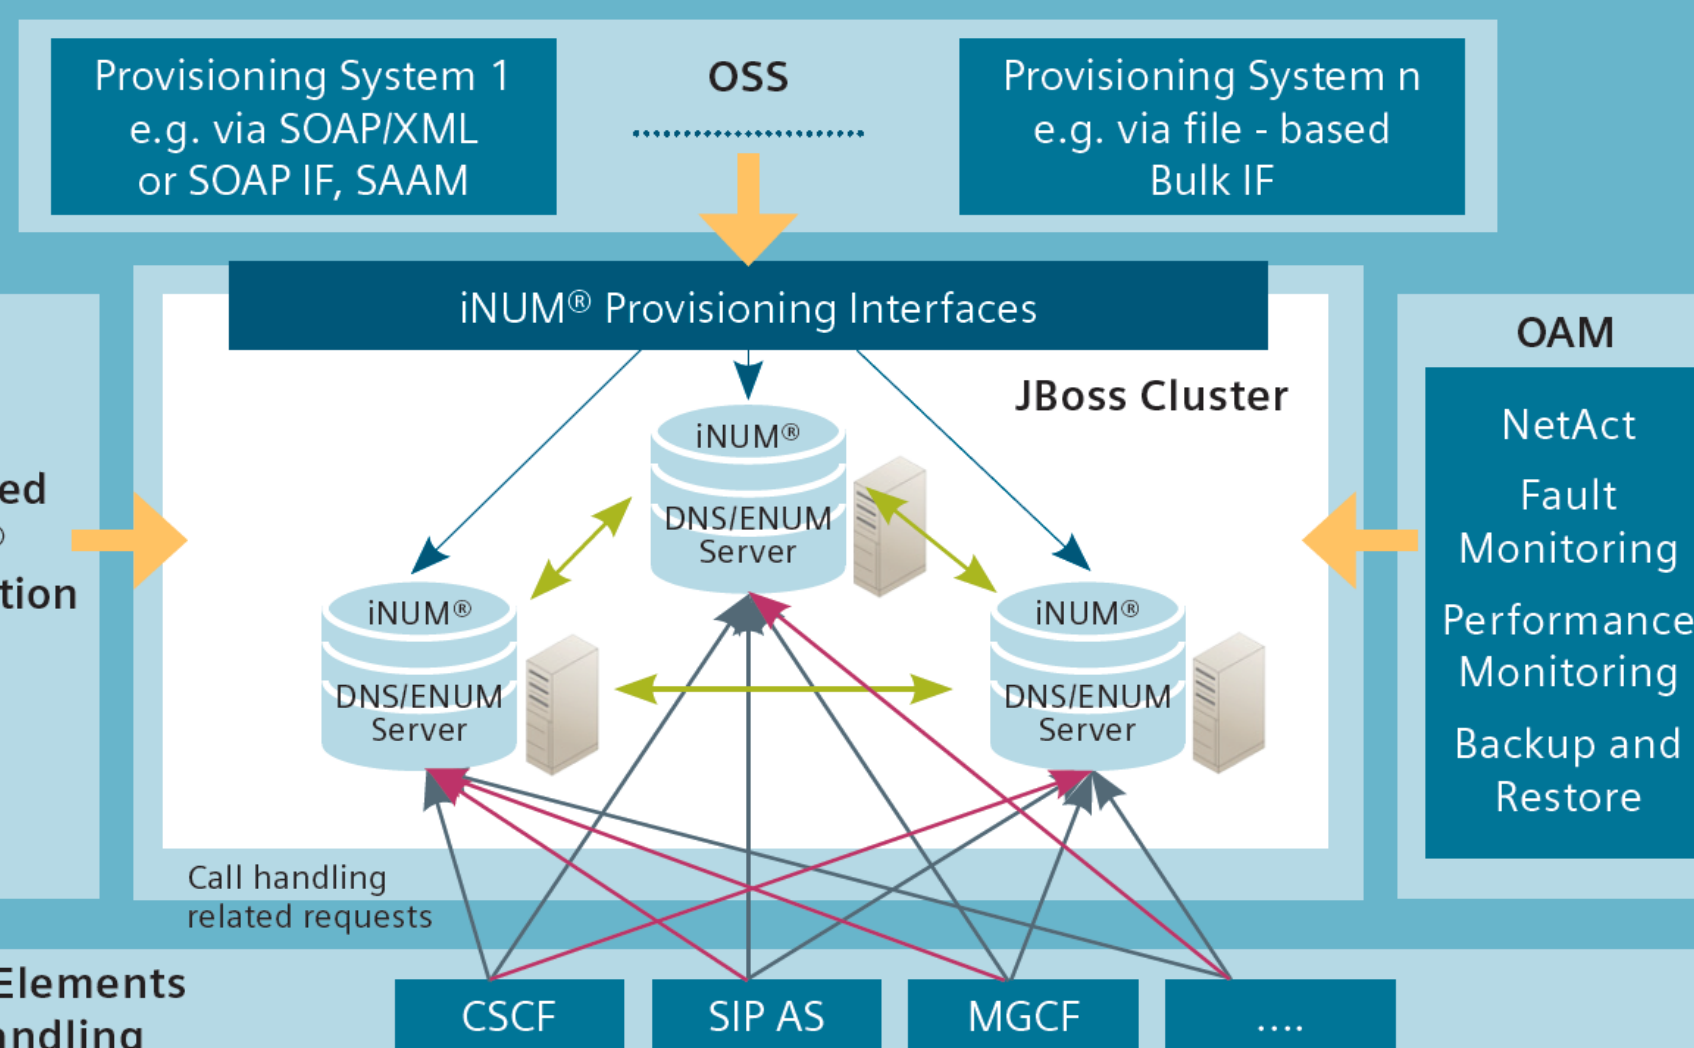 Provisioning System 1
e.g. via SOAP/XML
or SOAP IF, SAAM
OSS
Provisioning System n
e.g. via file - based
Bulk IF
iNUM® Provisioning Interfaces
JBoss Cluster
iNUM®
DNS/ENUM
Server
iNUM®
DNS/ENUM
Server
iNUM®
DNS/ENUM
Server
ed
®
tion
OAM
NetAct
Fault
Monitoring
Performance
Monitoring
Backup and
Restore
Call handling
related requests
Elements
andling
CSCF
SIP AS
MGCF
....